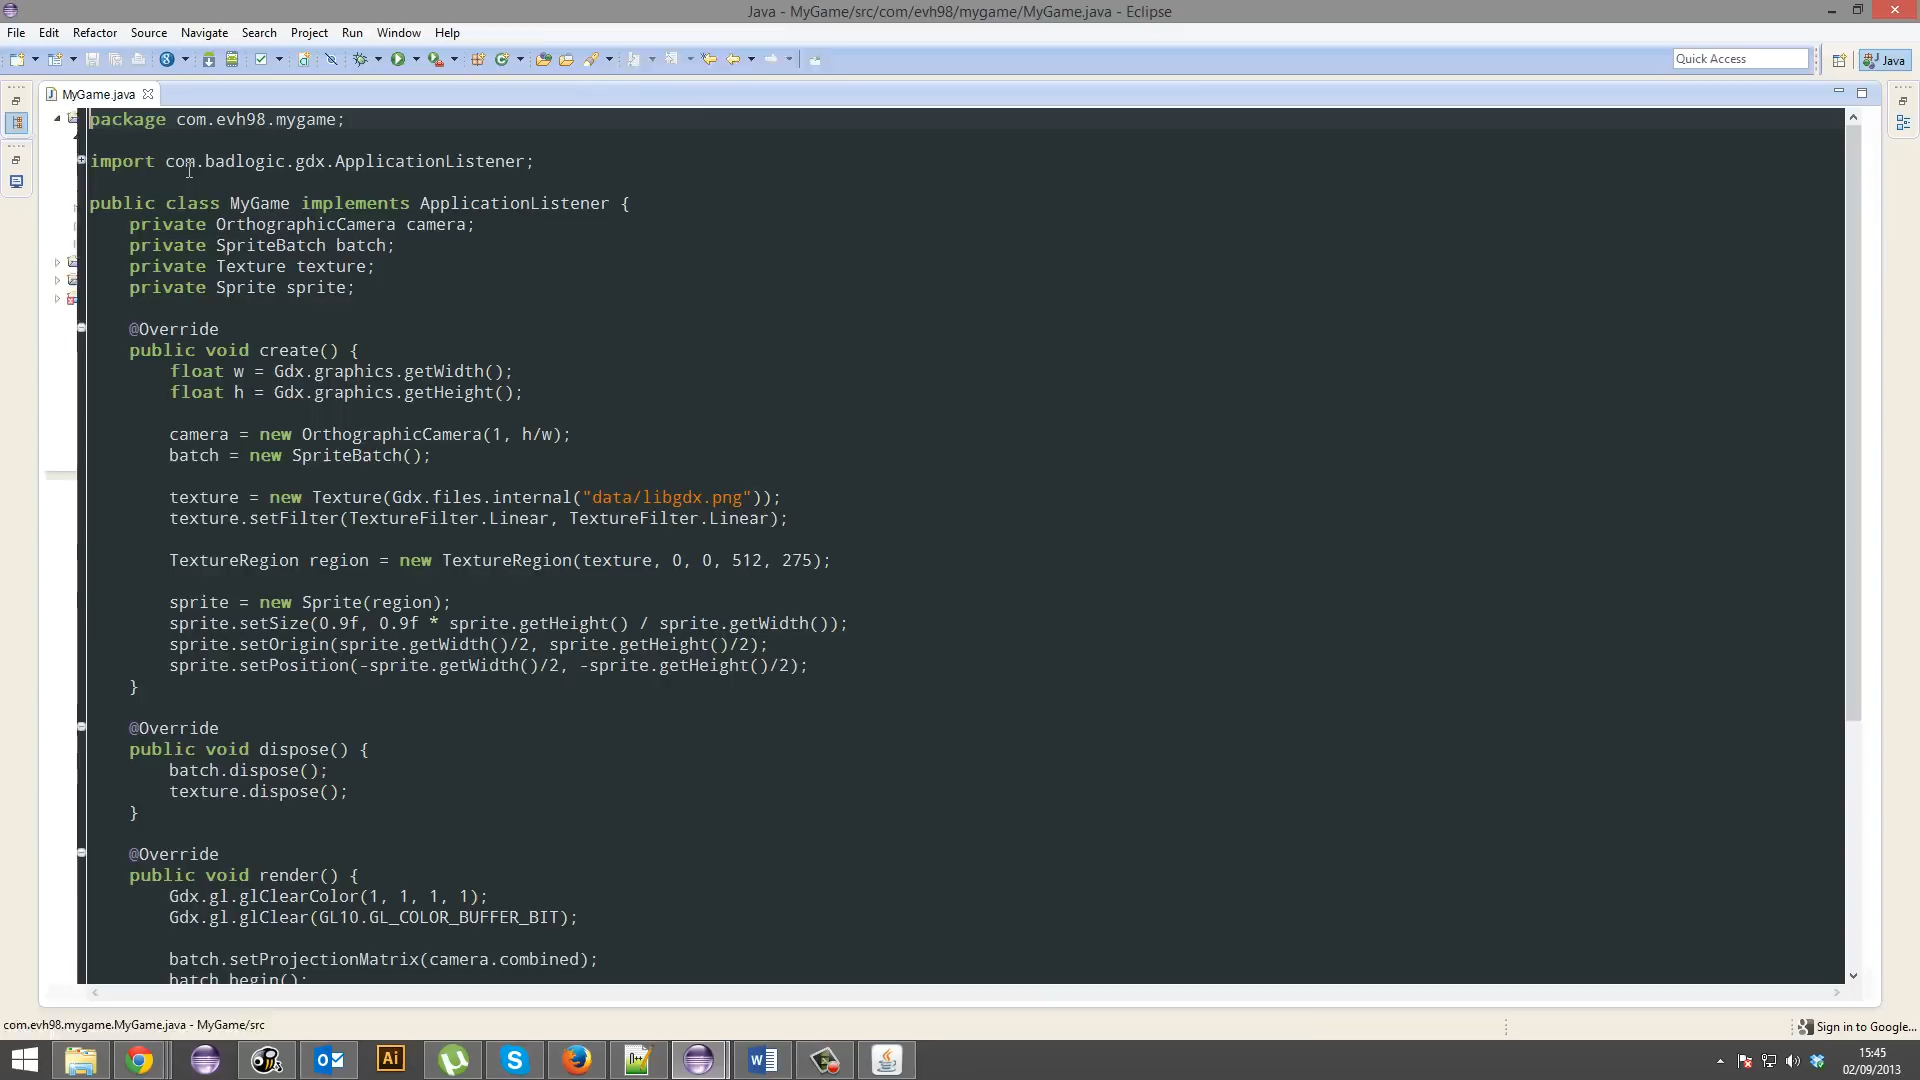 Java - MyGame/src/com/evh98/mygame/MyGame.java - Eclipse
File Edit Refactor Source Navigate Search Project Run Window Help
Quick Access
Java
MyGame.java
package com.evh98.mygame;
import com.badlogic.gdx.ApplicationListener;
public class MyGame implements ApplicationListener {
private OrthographicCamera camera;
private SpriteBatch batch;
private Texture texture;
private Sprite sprite;
@Override
public void create() {
float w = Gdx.graphics.getWidth();
float h = Gdx.graphics.getHeight();
camera = new OrthographicCamera(1, h/w);
batch = new SpriteBatch();
texture = new Texture(Gdx.files.internal("data/libgdx.png"));
texture.setFilter(TextureFilter.Linear, TextureFilter.Linear);
TextureRegion region = new TextureRegion(texture, 0, 0, 512, 275);
sprite = new Sprite(region);
sprite.setSize(0.9f, 0.9f * sprite.getHeight() / sprite.getWidth());
sprite.setOrigin(sprite.getWidth()/2, sprite.getHeight()/2);
sprite.setPosition(-sprite.getWidth()/2, -sprite.getHeight()/2);
}
@Override
public void dispose() {
batch.dispose();
texture.dispose();
}
@Override
public void render() {
Gdx.gl.glClearColor(1, 1, 1, 1);
Gdx.gl.glClear(GL10.GL_COLOR_BUFFER_BIT);
batch.setProjectionMatrix(camera.combined);
batch.begin();
com.evh98.mygame.MyGame.java - MyGame/src
Sign in to Google...
Ai
15:45
02/09/2013